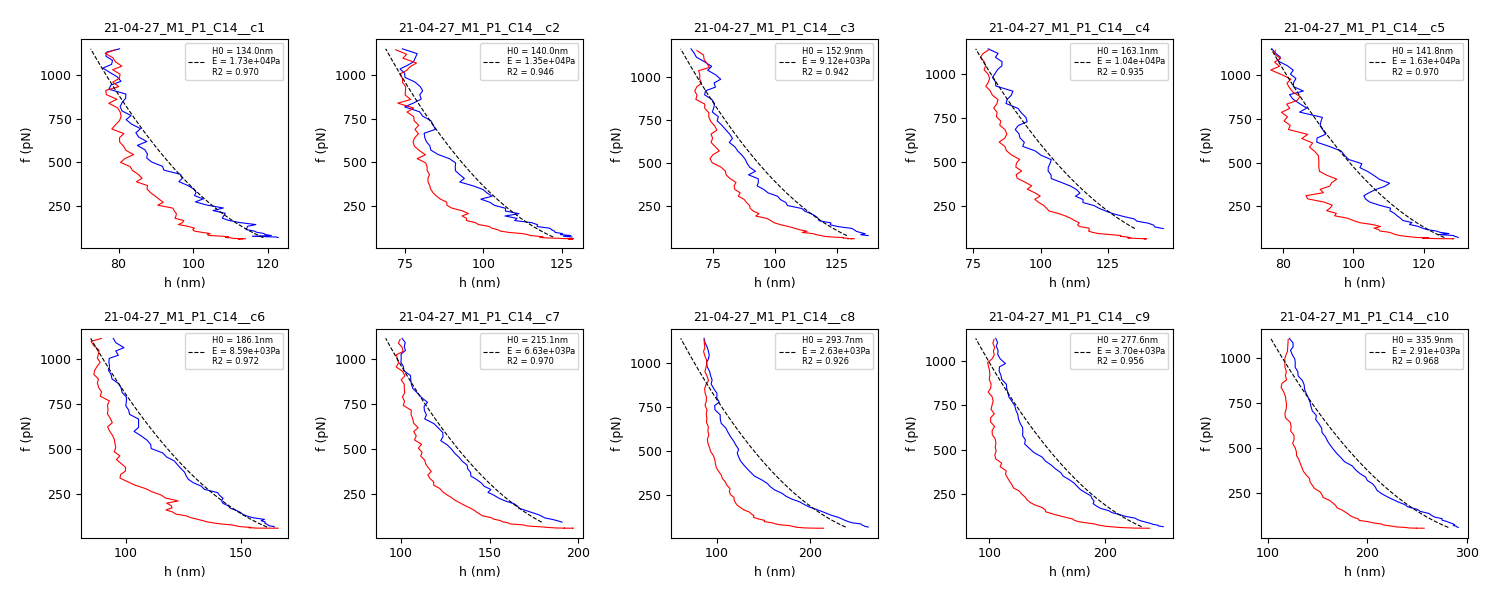 21-04-27_M1_P1_C14__c1
21-04-27_M1_P1_C14__c2
21-04-27_M1_P1_C14__c3
21-04-27_M1_P1_C14__c4
21-04-27_M1_P1_C14__c5
H0 = 134.0nm
E = 1.73e+04Pa
R2 = 0.970
H0 = 140.0nm
E = 1.35e+04Pa
R2 = 0.946
H0 = 152.9nm
E = 9.12e+03Pa
R2 = 0.942
H0 = 163.1nm
E = 1.04e+04Pa
R2 = 0.935
H0 = 141.8nm
E = 1.63e+04Pa
R2 = 0.970
f (pN)
1000
750
500
250
80 100 120
h (nm)
f (pN)
1000
750
500
250
75 100 125
h (nm)
f (pN)
1000
750
500
250
75 100 125
h (nm)
f (pN)
1000
750
500
250
75 100 125
h (nm)
f (pN)
1000
750
500
250
80 100 120
h (nm)
21-04-27_M1_P1_C14__c6
21-04-27_M1_P1_C14__c7
21-04-27_M1_P1_C14__c8
21-04-27_M1_P1_C14__c9
21-04-27_M1_P1_C14__c10
H0 = 186.1nm
E = 8.59e+03Pa
R2 = 0.972
H0 = 215.1nm
E = 6.63e+03Pa
R2 = 0.970
H0 = 293.7nm
E = 2.63e+03Pa
R2 = 0.926
H0 = 277.6nm
E = 3.70e+03Pa
R2 = 0.956
H0 = 335.9nm
E = 2.91e+03Pa
R2 = 0.968
f (pN)
1000
750
500
250
100 150
h (nm)
f (pN)
1000
750
500
250
100 150 200
h (nm)
f (pN)
1000
750
500
250
100 200
h (nm)
f (pN)
1000
750
500
250
100 200
h (nm)
f (pN)
1000
750
500
250
100 200 300
h (nm)